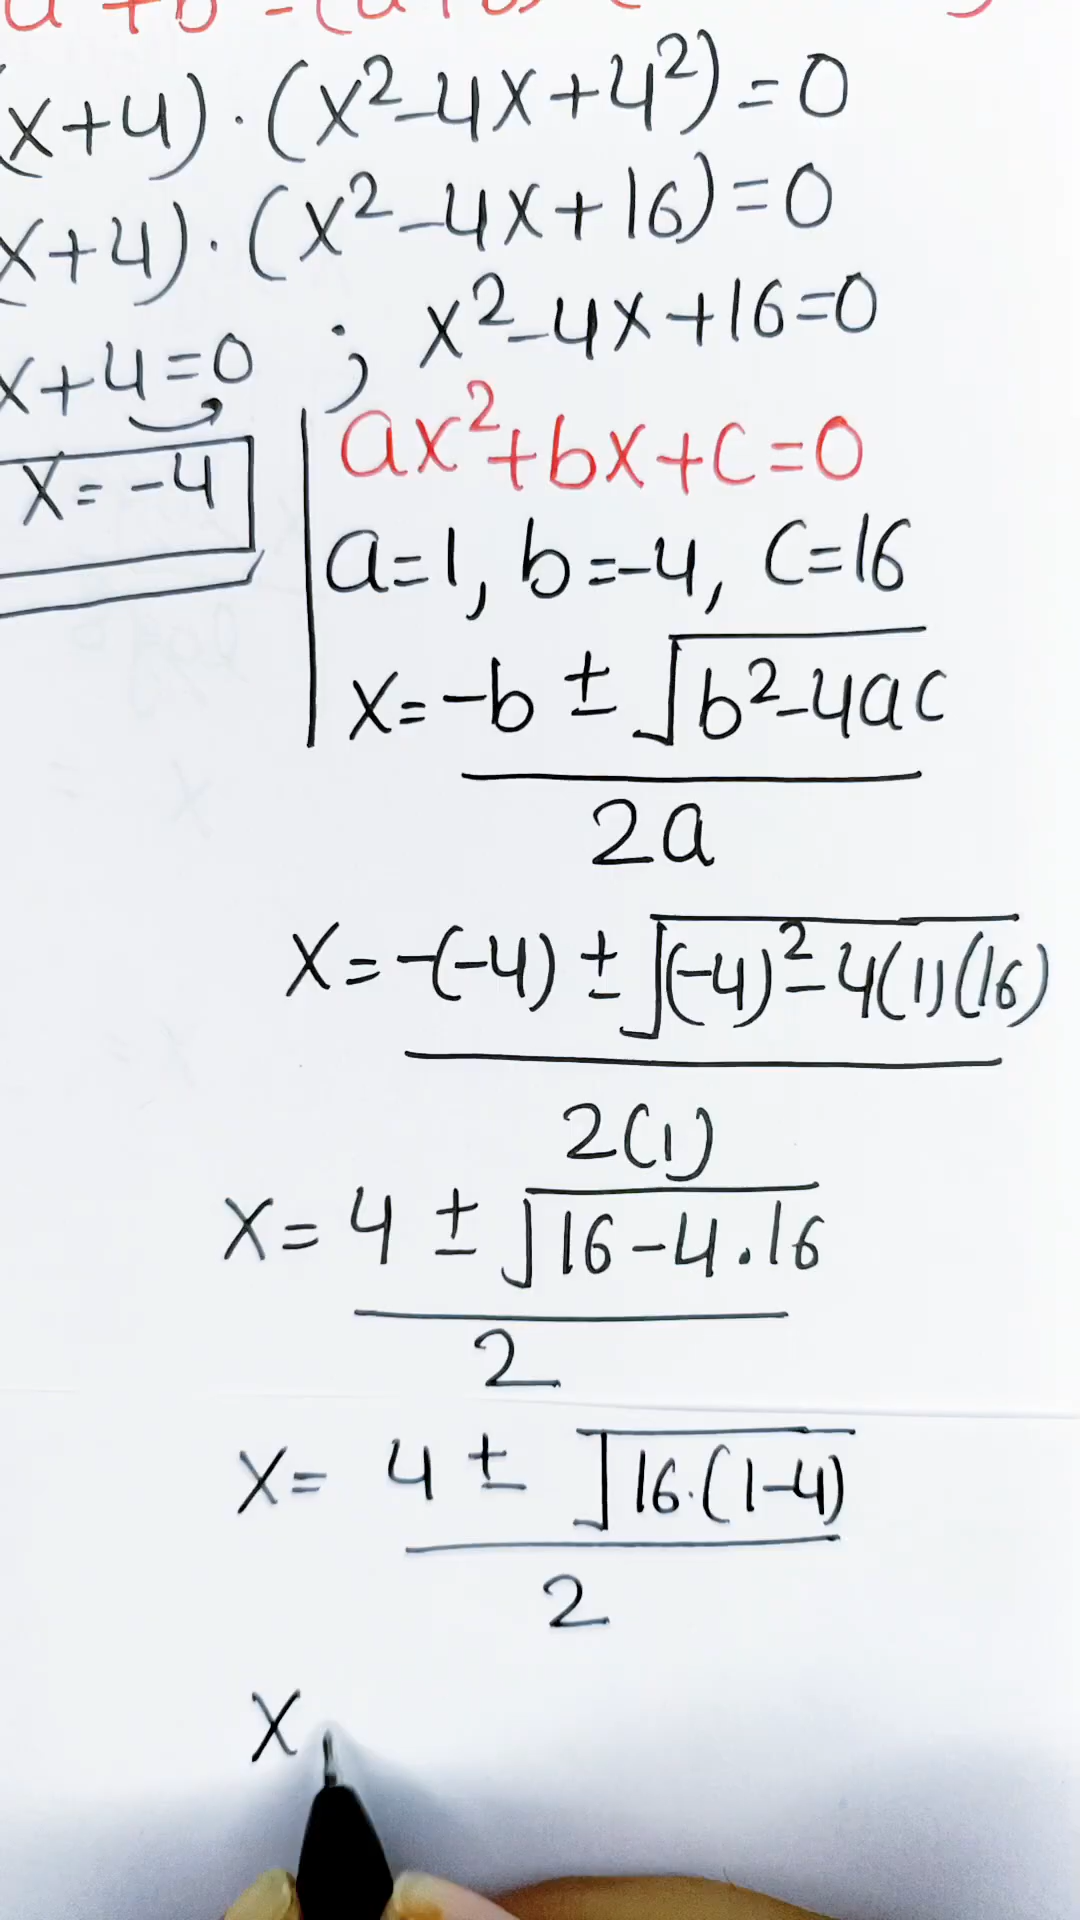 (x+4)·(x²-4x+4²)=0
(x+4)·(x²-4x+16)=0
x+4=0 ; x²-4x+16=0
x=-4
ax²+bx+c=0
a=1, b=-4, c=16
x=-b ± √b²-4ac
2a
x=-(-4) ± √(-4)²-4(1)(16)
2(1)
x= 4 ± √16-4.16
2
x= 4 ± √16.(1-4)
2
x